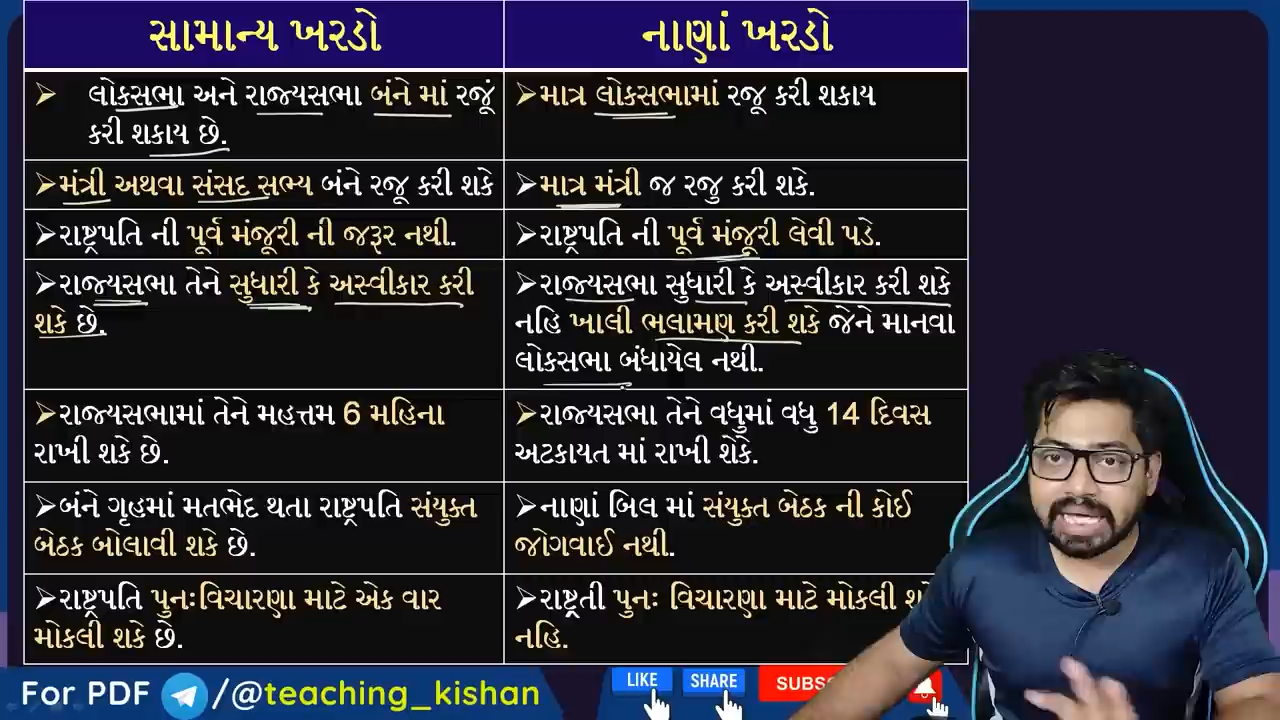 સામાન્ય ખરડો
નાણાં ખરડો
➤ લોકસભા અને રાજ્યસભા બંને માં રજૂં
કરી શકાય છે.
➤માત્ર લોકસભામાં રજૂ કરી શકાય
➤મંત્રી અથવા સંસદ સભ્ય બંને રજૂ કરી શકે
➤માત્ર મંત્રી જ રજુ કરી શકે.
➤રાષ્ટ્રપતિ ની પૂર્વ મંજૂરી ની જરૂર નથી.
➤રાષ્ટ્રપતિ ની પૂર્વ મંજૂરી લેવી પડે.
➤રાજ્યસભા તેને સુધારી કે અસ્વીકાર કરી
શકે છે.
➤રાજ્યસભા સુધારી કે અસ્વીકાર કરી શકે
નહિ ખાલી ભલામણ કરી શકે જેને માનવા
લોકસભા બંધાયેલ નથી.
➤રાજ્યસભામાં તેને મહત્તમ 6 મહિના
રાખી શકે છે.
➤રાજ્યસભા તેને વધુમાં વધુ 14 દિવસ
અટકાયત માં રાખી શેકે.
➤બંને ગૃહમાં મતભેદ થતા રાષ્ટ્રપતિ સંયુક્ત
બેઠક બોલાવી શકે છે.
➤નાણાં બિલ માં સંયુક્ત બેઠક ની કોઈ
જોગવાઈ નથી.
➤રાષ્ટ્રપતિ પુનઃવિચારણા માટે એક વાર
મોકલી શકે છે.
➤રાષ્ટ્રતી પુનઃ વિચારણા માટે મોકલી
નહિ.
For PDF /@teaching_kishan
LIKE
SHARE